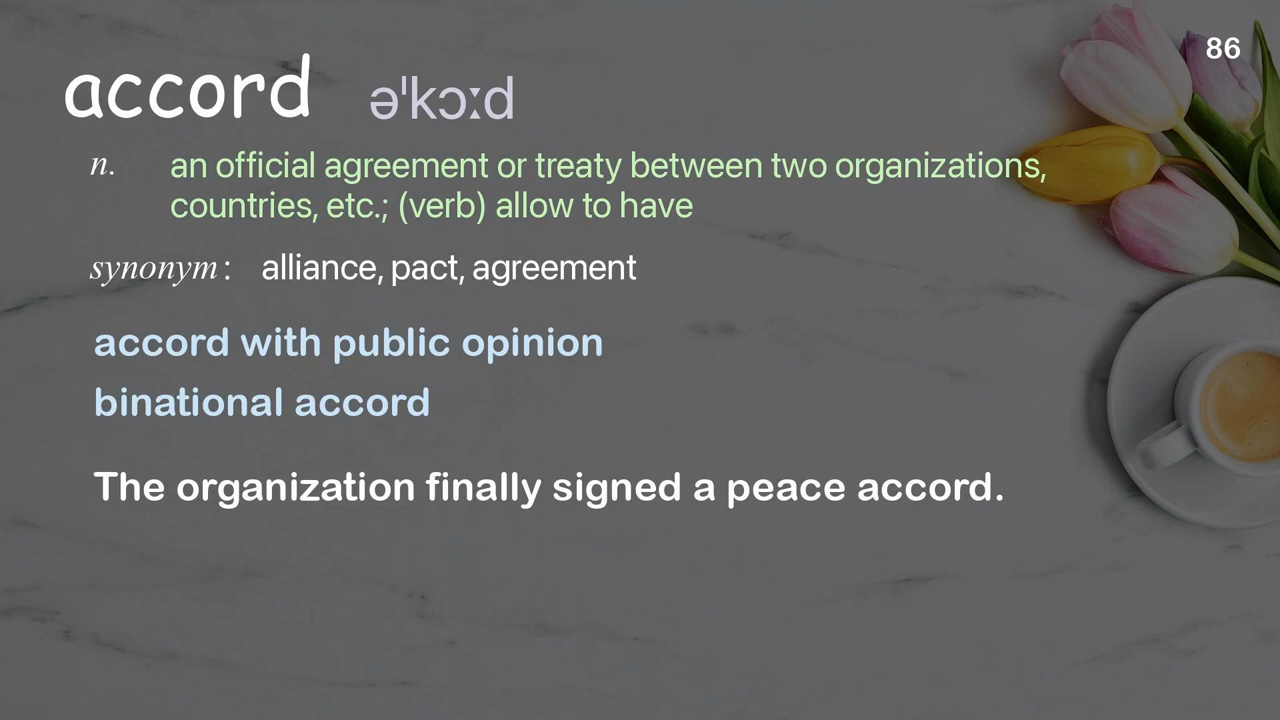 86
accord əˈkɔːd
n. an official agreement or treaty between two organizations,
countries, etc.; (verb) allow to have
synonym: alliance, pact, agreement
accord with public opinion
binational accord
The organization finally signed a peace accord.